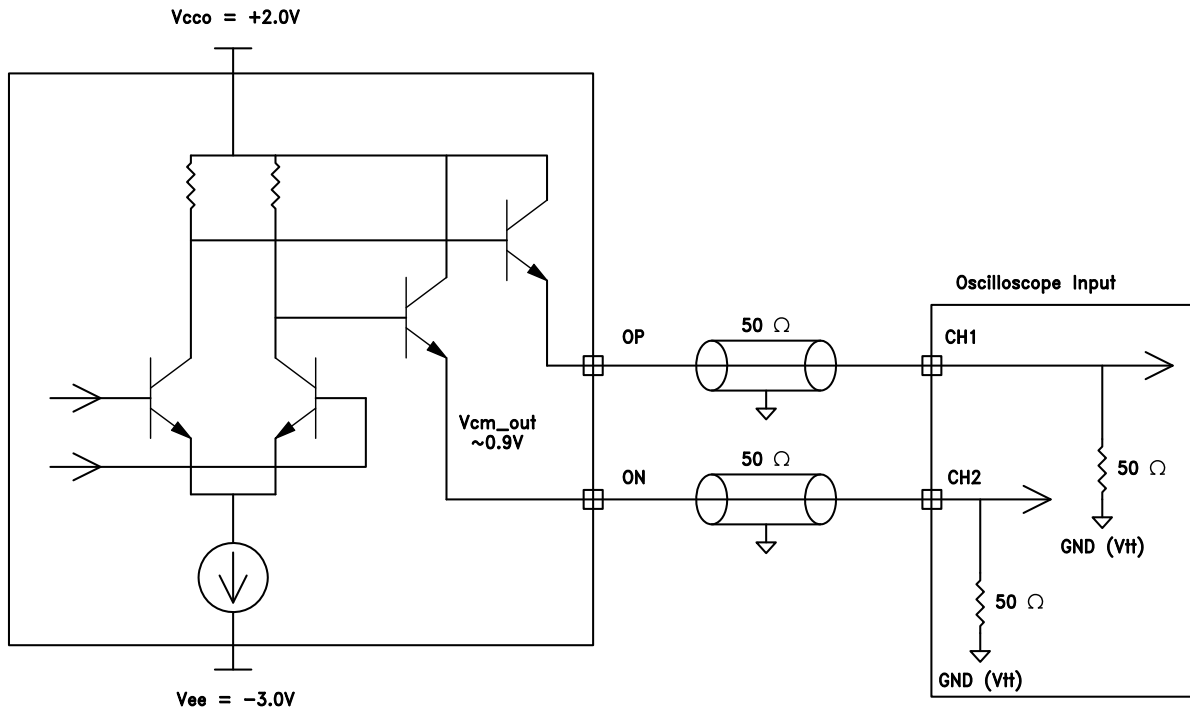 Vcco = +2.0V
Oscilloscope Input
OP
50 Ω
CH1
Vcm_out
~0.9V
50 Ω
ON
50 Ω
CH2
GND (Vtt)
50 Ω
GND (Vtt)
Vee = -3.0V